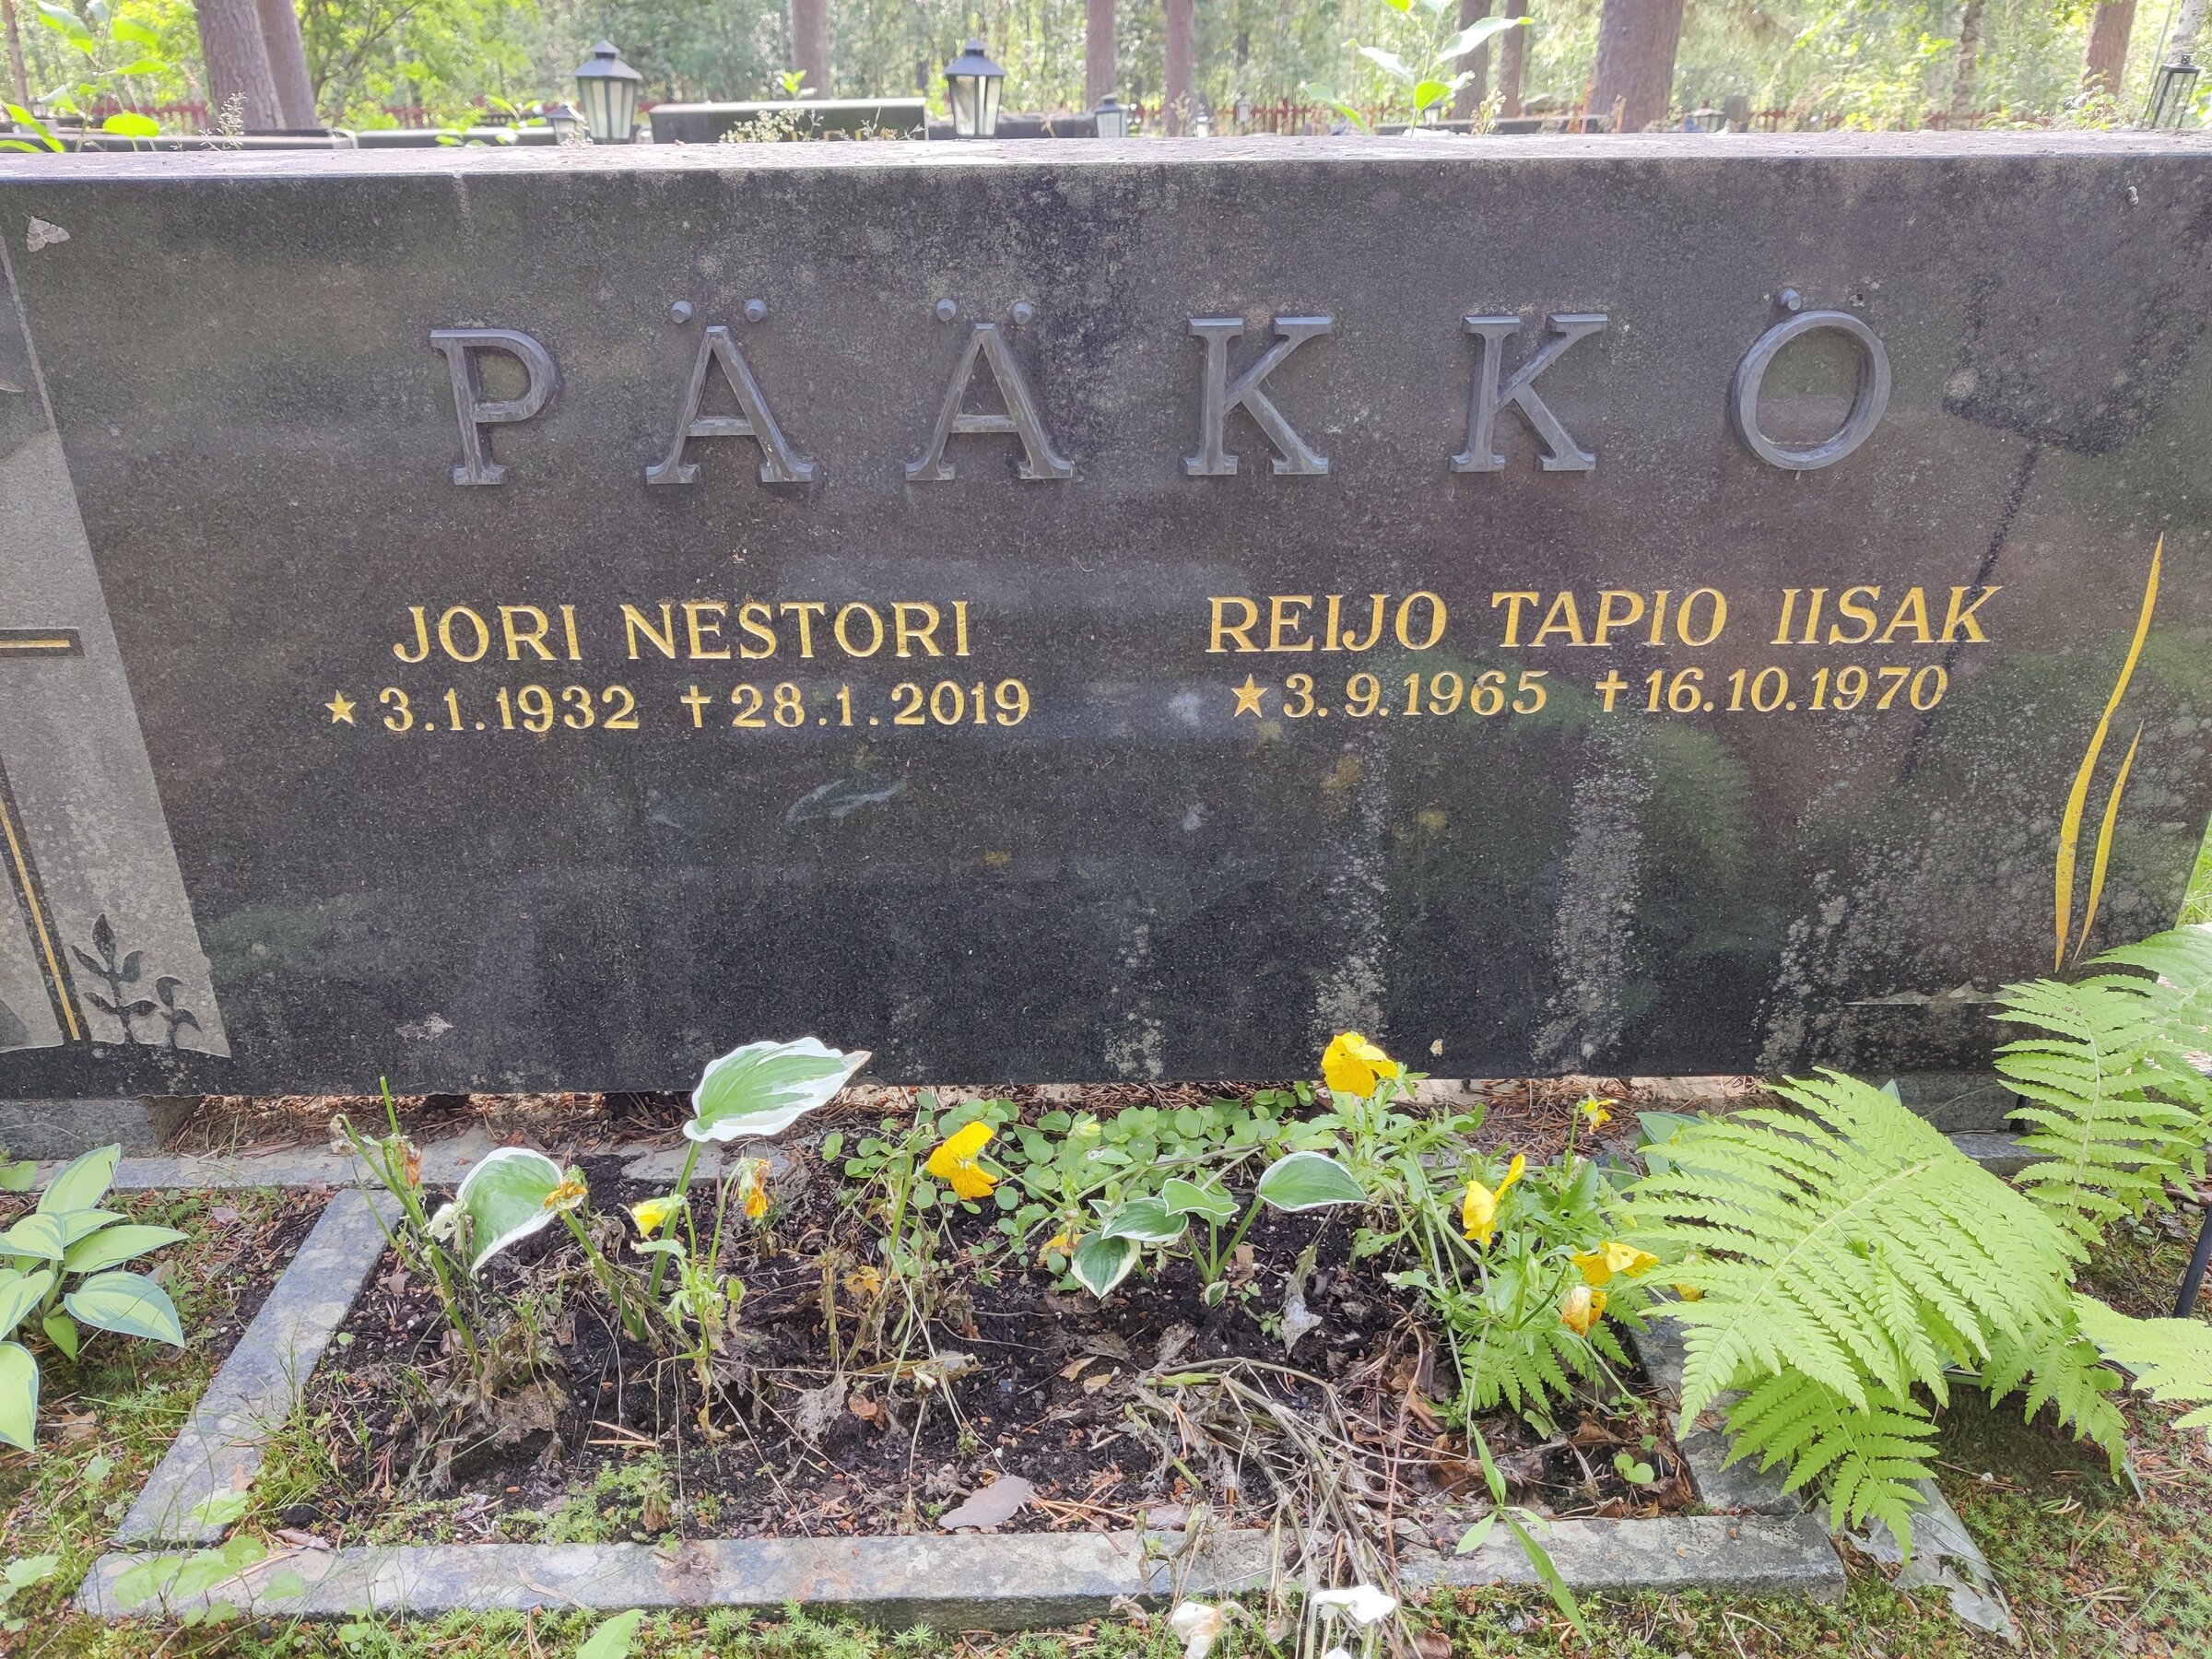 PÄÄKKÖ
JORI NESTORI
★3.1.1932 ✝28.1.2019
REIJO TAPIO IISAK
★3.9.1965 ✝16.10.1970